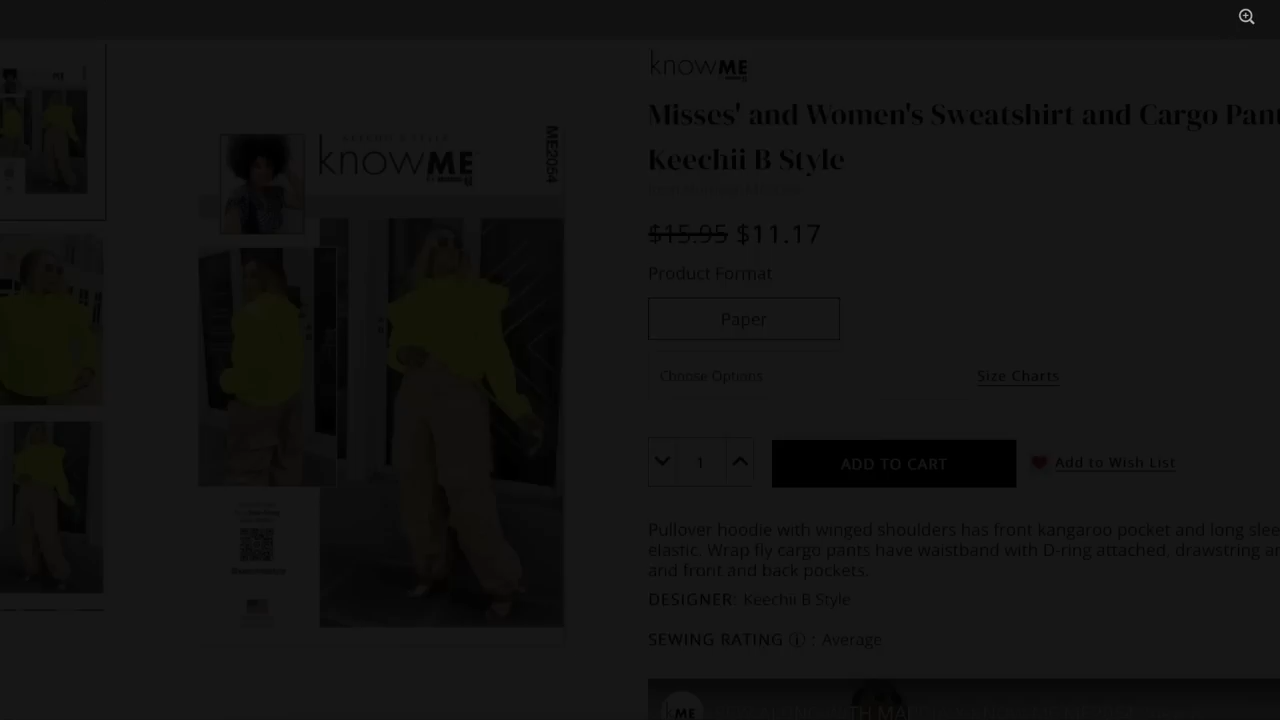 knowME
Misses' and Women's Sweatshirt and Cargo Pan
Keechii B Style
knowME
ME2064
$15.95 $11.17
Product Format
Paper
Choose Options
Size Charts
1
ADD TO CART
Add to Wish List
Pullover hoodie with winged shoulders has front kangaroo pocket and long slee
elastic. Wrap fly cargo pants have waistband with D-ring attached, drawstring a
and front and back pockets.
DESIGNER: Keechii B Style
SEWING RATING ⓘ : Average
ME